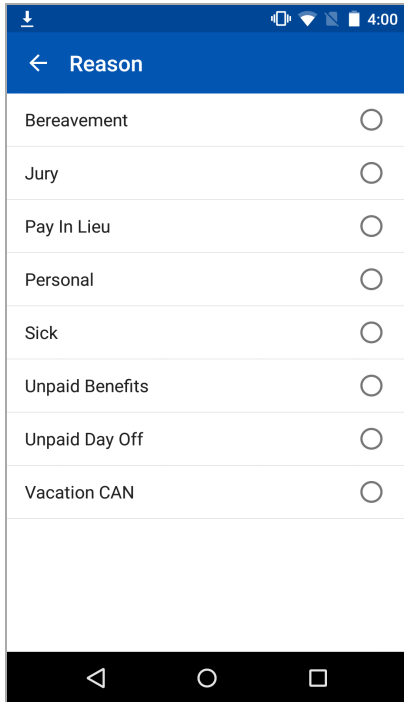 4:00
Reason
Bereavement
Jury
Pay In Lieu
Personal
Sick
Unpaid Benefits
Unpaid Day Off
Vacation CAN